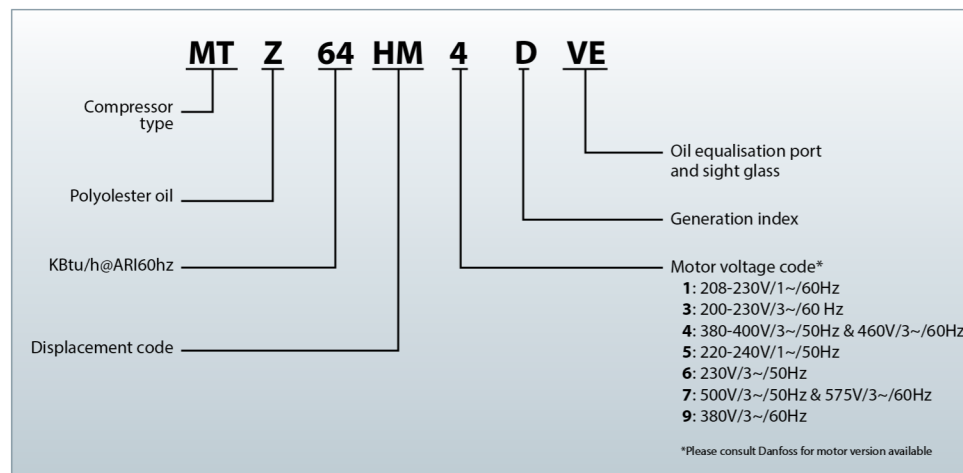 MT Z 64 HM 4 D VE
Compressor
type
Polyolester oil
KBtu/h@ARI60hz
Displacement code
Oil equalisation port
and sight glass
Generation index
Motor voltage code*
1: 208-230V/1~/60Hz
3: 200-230V/3~/60 Hz
4: 380-400V/3~/50Hz & 460V/3~/60Hz
5: 220-240V/1~/50Hz
6: 230V/3~/50Hz
7: 500V/3~/50Hz & 575V/3~/60Hz
9: 380V/3~/60Hz
*Please consult Danfoss for motor version available